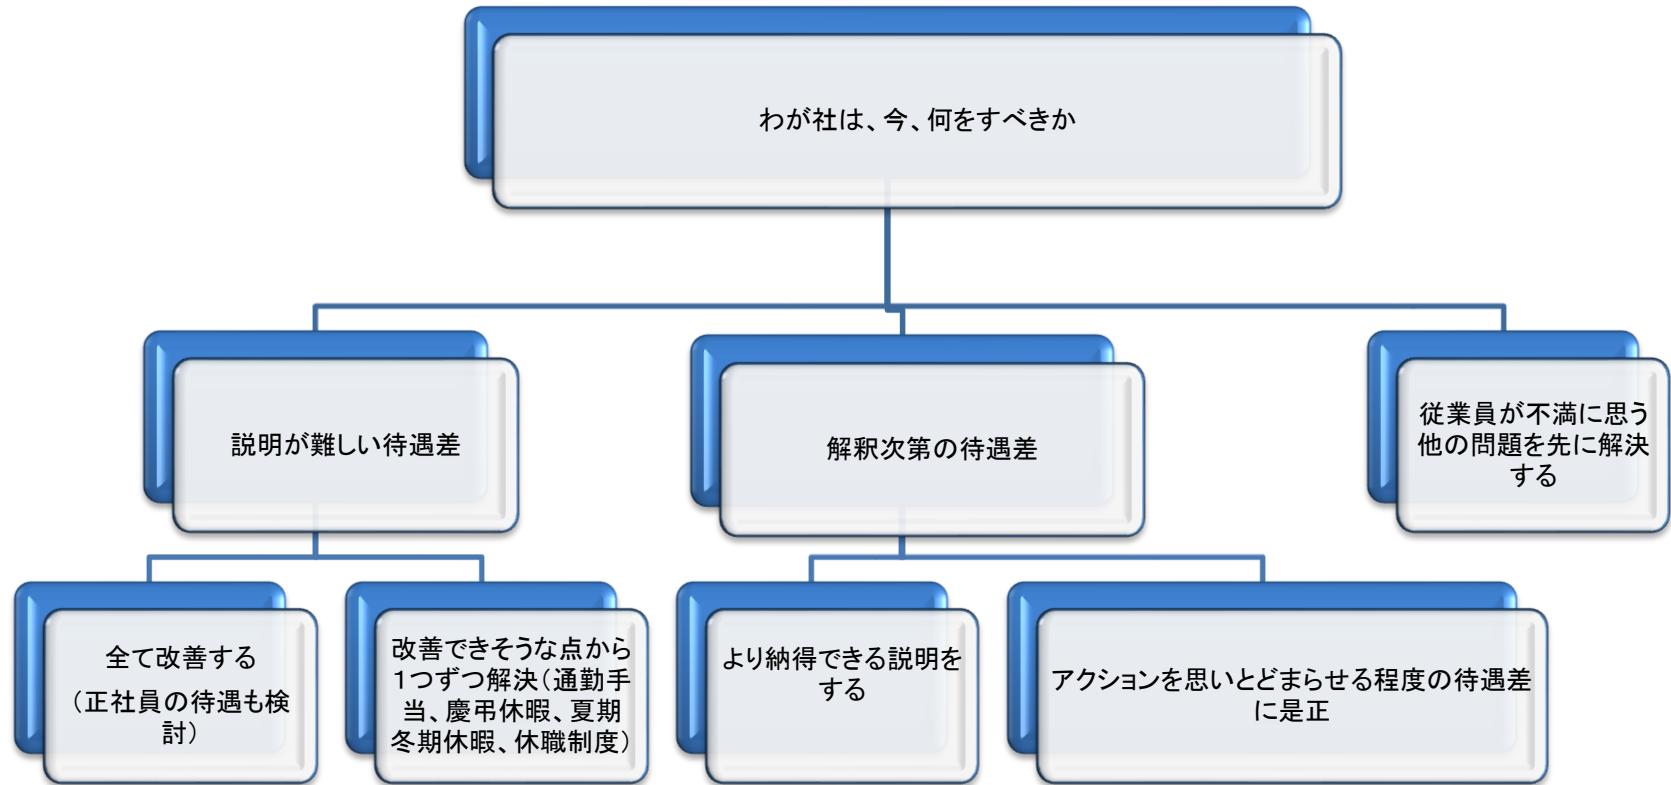 わが社は、今、何をすべきか
説明が難しい待遇差
解釈次第の待遇差
従業員が不満に思う
他の問題を先に解決
する
全て改善する
（正社員の待遇も検
討）
改善できそうな点から
１つずつ解決（通勤手
当、慶弔休暇、夏期
冬期休暇、休職制度）
より納得できる説明を
する
アクションを思いとどまらせる程度の待遇差
に是正